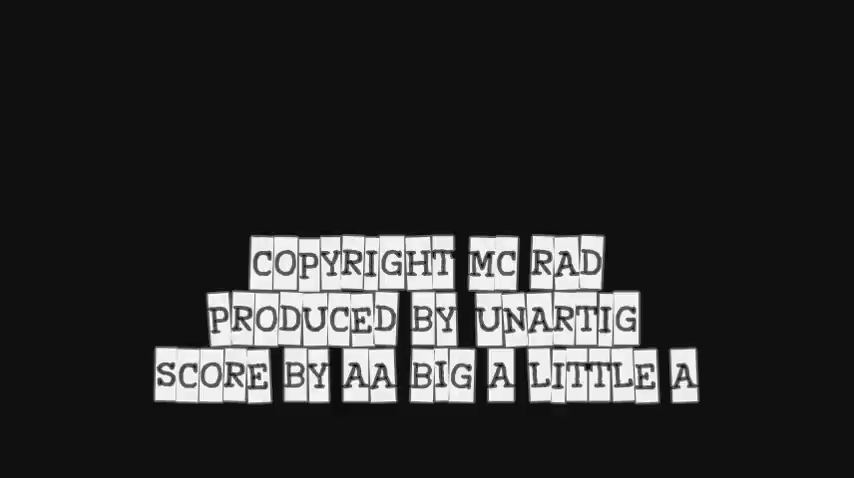 COPYRIGHT MC RAD
PRODUCED BY UNARTIG
SCORE BY AA BIG A LITTLE A